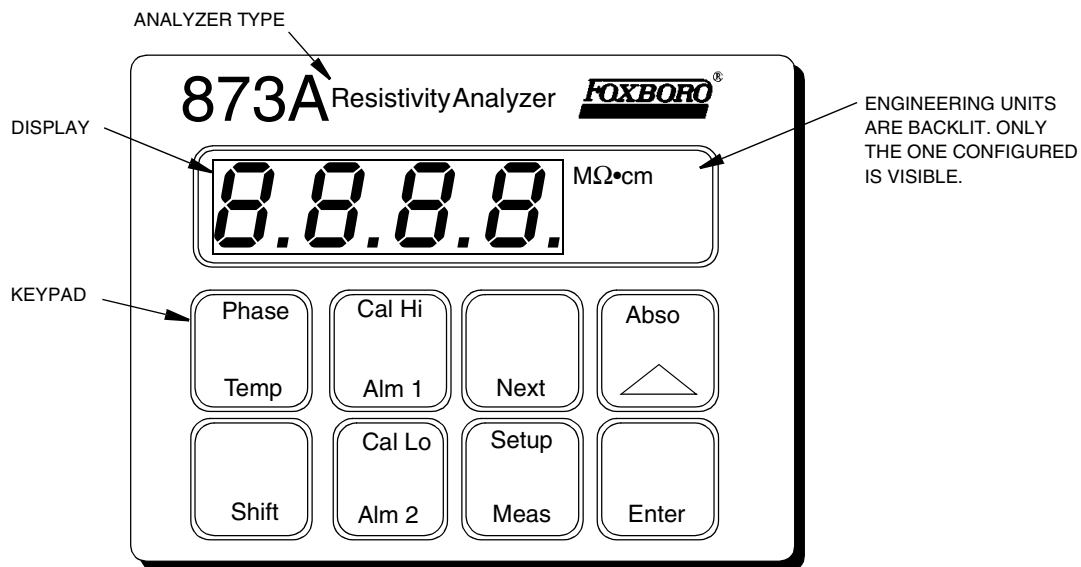 ANALYZER TYPE
873A Resistivity Analyzer FOXBORO®
DISPLAY
8.8.8.8. MΩ•cm
ENGINEERING UNITS
ARE BACKLIT. ONLY
THE ONE CONFIGURED
IS VISIBLE.
KEYPAD
Phase
Temp
Cal Hi
Alm 1
Next
Abso
Shift
Cal Lo
Alm 2
Setup
Meas
Enter